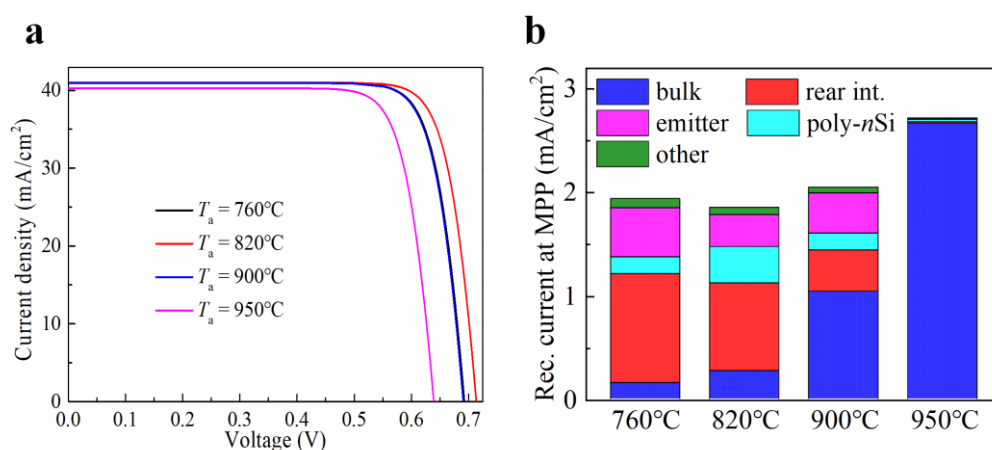 a
Current density (mA/cm²)
40
30
20
10
0
Tₐ = 760°C
Tₐ = 820°C
Tₐ = 900°C
Tₐ = 950°C
0.0 0.1 0.2 0.3 0.4 0.5 0.6 0.7
Voltage (V)
b
Rec. current at MPP (mA/cm²)
3
2
1
0
bulk rear int.
emitter poly-nSi
other
760°C 820°C 900°C 950°C